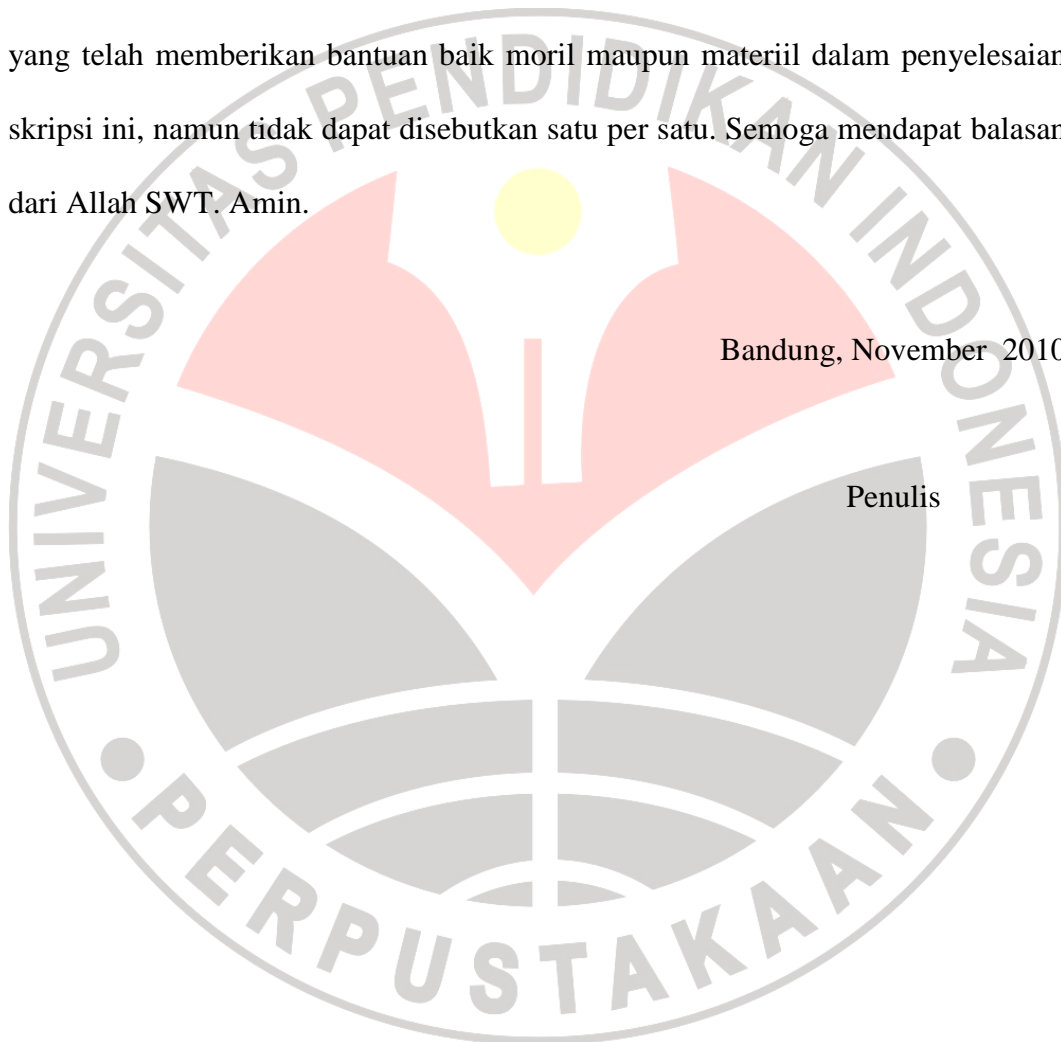 yang telah memberikan bantuan baik moril maupun materiil dalam penyelesaian
skripsi ini, namun tidak dapat disebutkan satu per satu. Semoga mendapat balasan
dari Allah SWT. Amin.
Bandung, November 2010
Penulis
UNIVERSITAS PENDIDIKAN INDONESIA
PERPUSTAKAAN